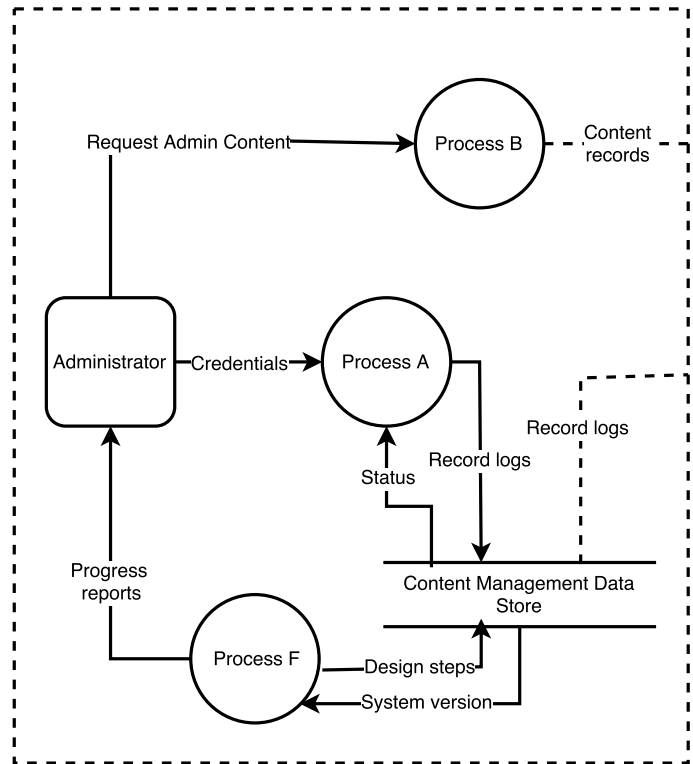 Request Admin Content
Process B
Content
records
Administrator
Credentials
Process A
Record logs
Status
Record logs
Progress
reports
Content Management Data
Store
Process F
Design steps
System version